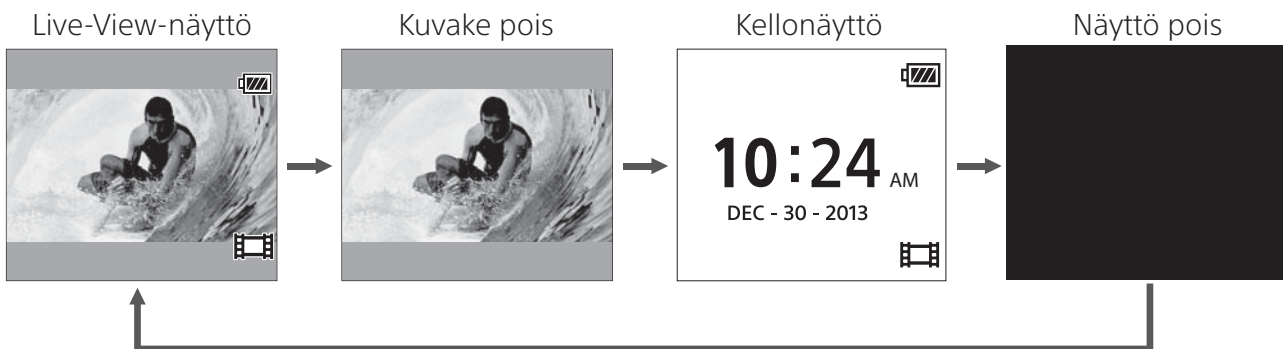 Live-View-näyttö
Kuvake pois
Kellonäyttö
Näyttö pois
10:24 AM
DEC - 30 - 2013